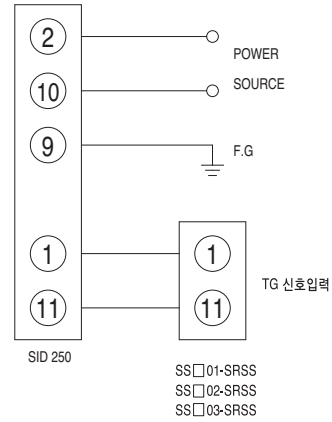 2
POWER
10
SOURCE
9
F.G
1
1
TG 신호입력
11
11
SID 250
SS□01-SRSS
SS□02-SRSS
SS□03-SRSS